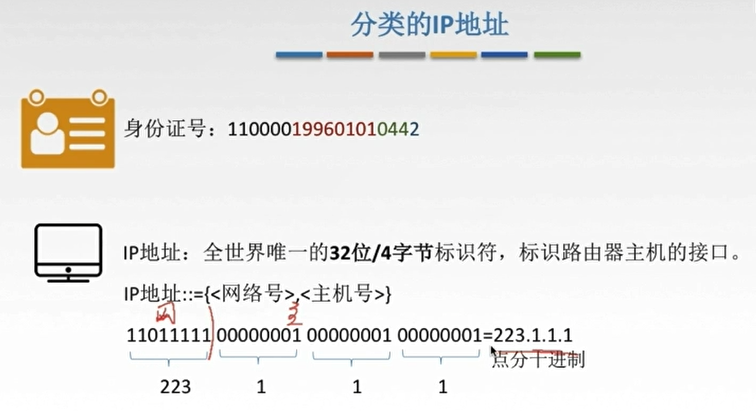 分类的IP地址
身份证号：110000199601010442
IP地址：全世界唯一的32位/4字节标识符，标识路由器主机的接口。
IP地址::={<网络号>,<主机号>}
网 主
11011111 00000001 00000001 00000001=223.1.1.1
点分十进制
223 1 1 1